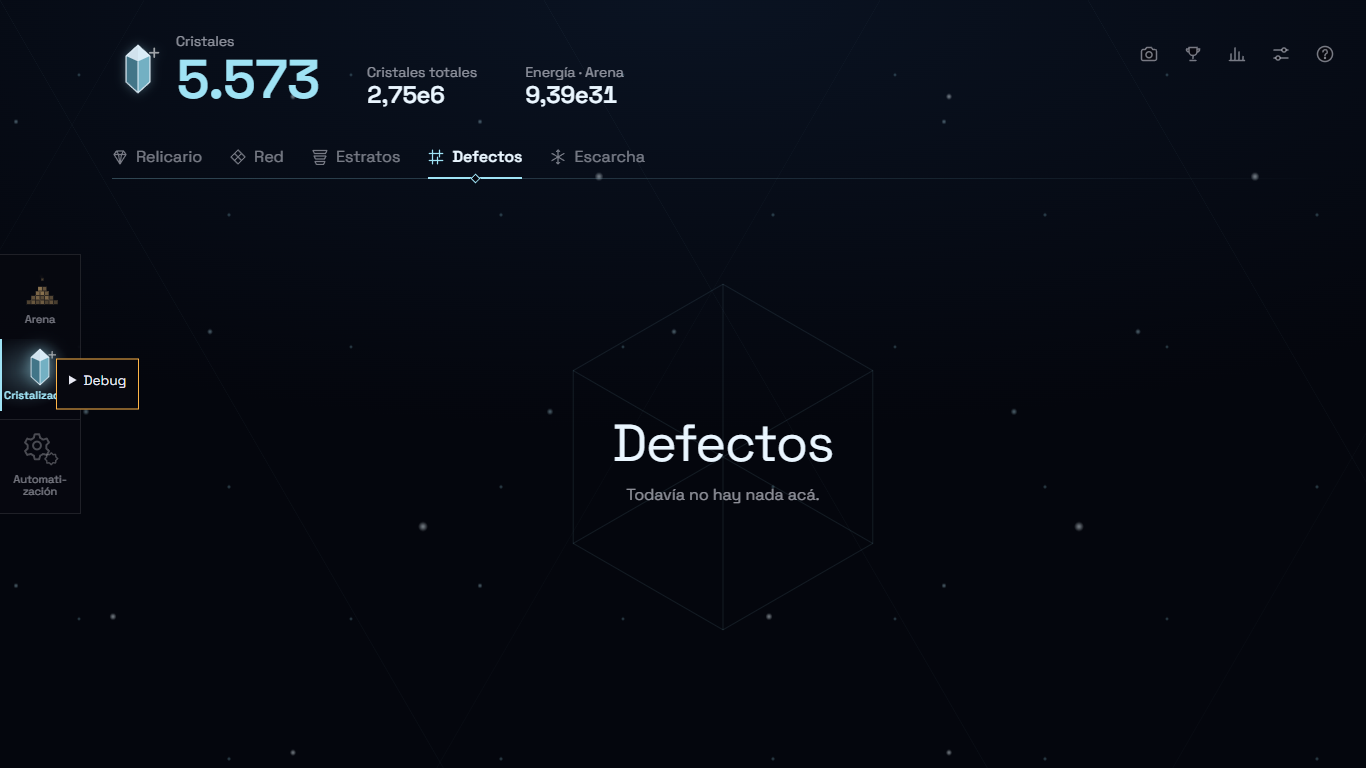 Cristales
5.573
Cristales totales
2,75e6
Energía · Arena
9,39e31
Relicario
Red
Estratos
Defectos
Escarcha
Arena
Cristalizac
Debug
Automati-
zación
Defectos
Todavía no hay nada acá.